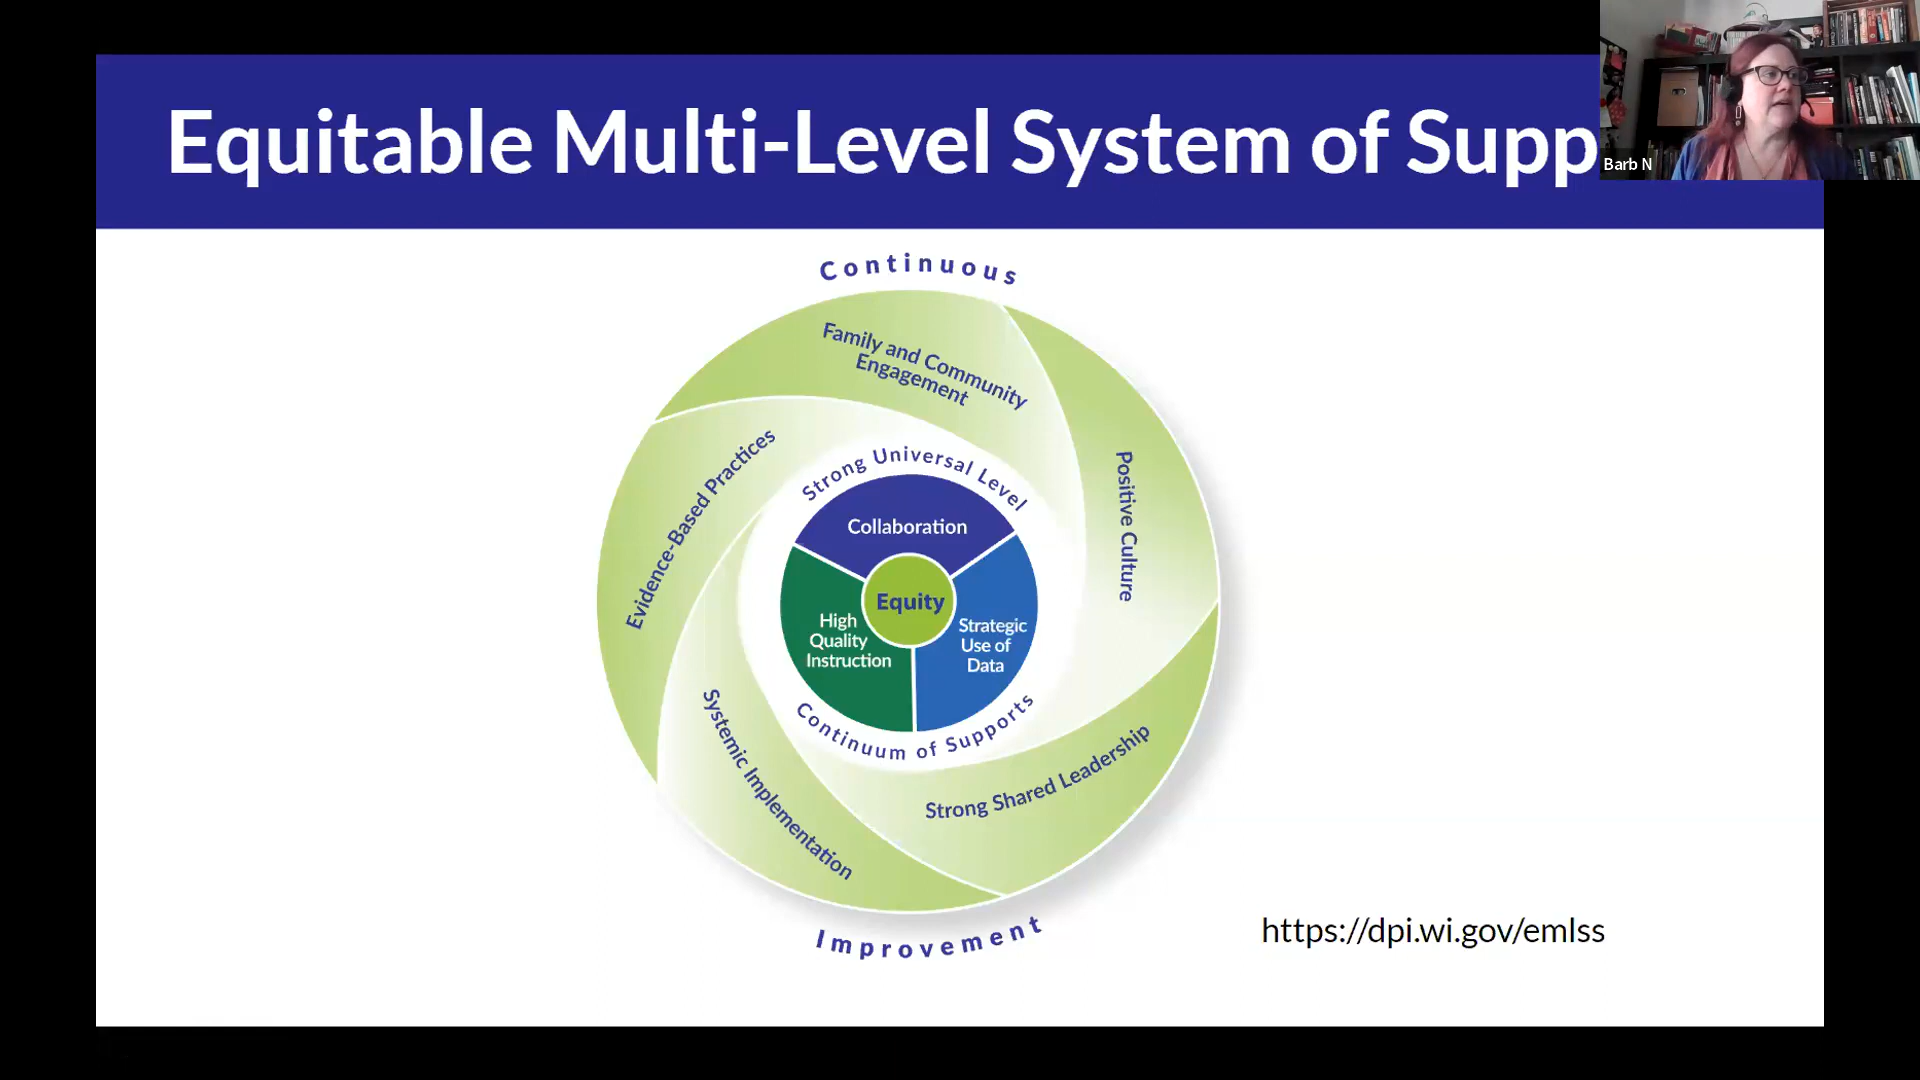 Equitable Multi-Level System of Supp
Barb N
Continuous
Family and Community
Engagement
Positive Culture
Evidence-Based Practices
Strong Universal Level
Collaboration
Equity
High
Quality
Instruction
Strategic
Use of
Data
Continuum of Supports
Systemic Implementation
Strong Shared Leadership
Improvement
https://dpi.wi.gov/emlss